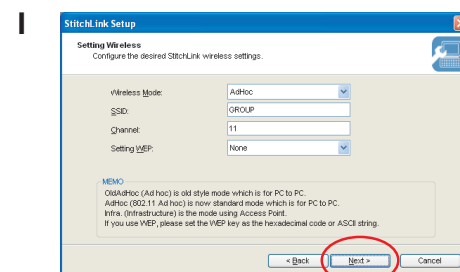 StitchLink Setup
Setting Wireless
Configure the desired StitchLink wireless settings.
Wireless Mode: AdHoc
SSID: GROUP
Channel: 11
Setting WEP: None
MEMO
OldAdHoc (Ad hoc) is old style mode which is for PC to PC.
AdHoc (802.11 Ad hoc) is now standard mode which is for PC to PC.
Infra. (Infrastructure) is the mode using Access Point.
If you use WEP, please set the WEP key as the hexadecimal code or ASCII string.
< Back Next > Cancel